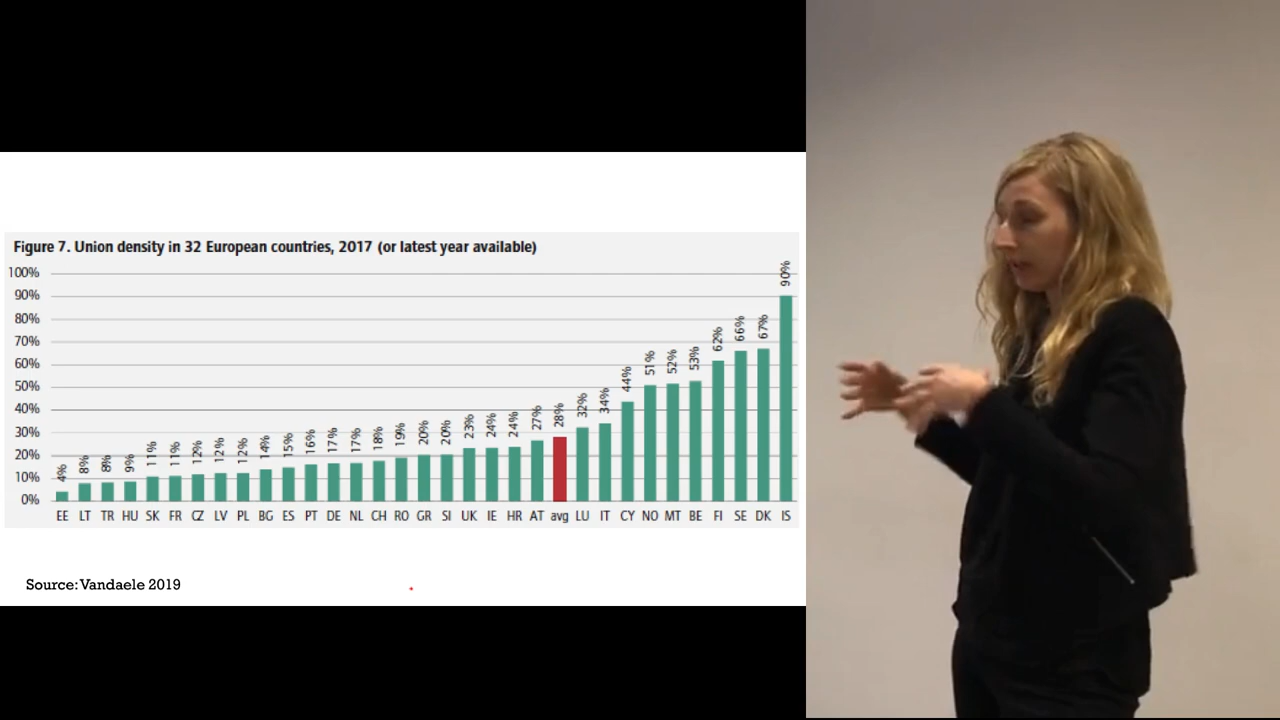 Figure 7. Union density in 32 European countries, 2017 (or latest year available)
100%
90%
80%
70%
60%
50%
40%
30%
20%
10%
0%
4% 8% 8% 9% 11% 11% 12% 12% 12% 14% 15% 16% 17% 17% 18% 19% 20% 20% 23% 24% 24% 27% 28% 32% 34% 44% 51% 52% 53% 62% 66% 67% 90%
EE LT TR HU SK FR CZ LV PL BG ES PT DE NL CH RO GR SI UK IE HR AT avg LU IT CY NO MT BE FI SE DK IS
Source: Vandaele 2019